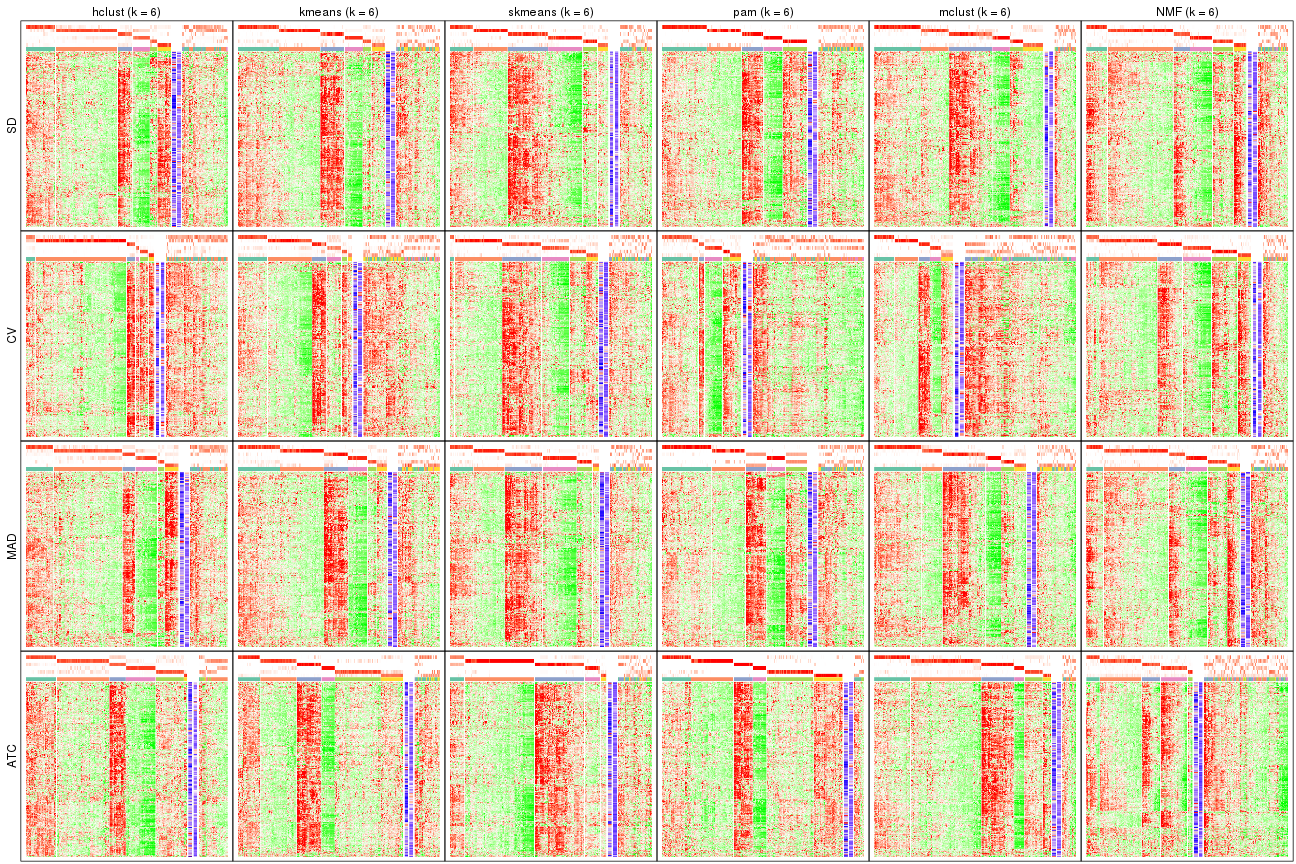 hclust (k = 6) kmeans (k = 6) skmeans (k = 6) pam (k = 6) mclust (k = 6) NMF (k = 6)
SD
CV
MAD
ATC